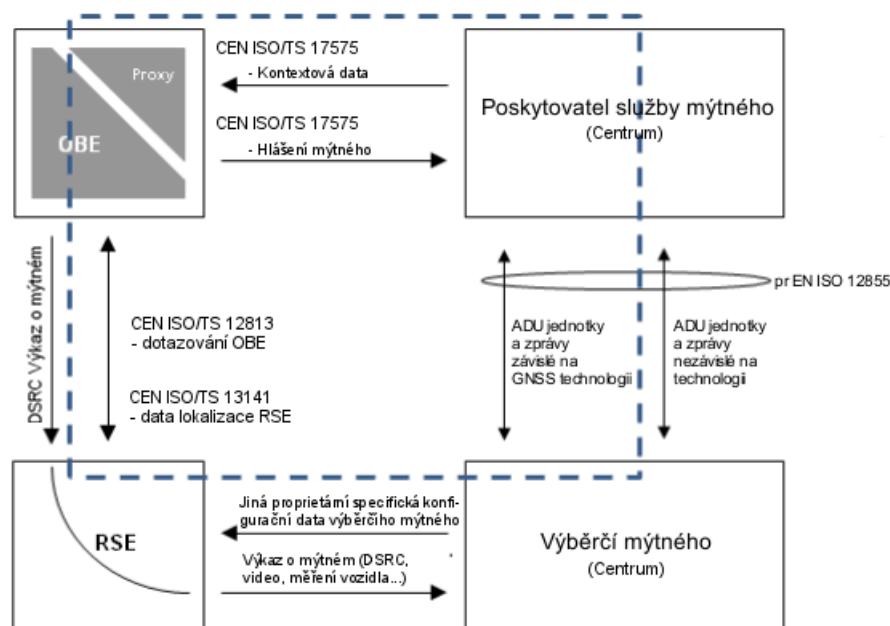 CEN ISO/TS 17575
- Kontextová data
Proxy
OBE
CEN ISO/TS 17575
- Hlášení mýtného
Poskytovatel služby mýtného
(Centrum)
DSRC Výkaz o mýtném
CEN ISO/TS 12813
- dotazování OBE
CEN ISO/TS 13141
- data lokalizace RSE
ADU jednotky
a zprávy
závislé na
GNSS technologii
ADU jednotky
a zprávy
nezávislé na
technologii
pr EN ISO 12855
RSE
Jiná proprietární specifická konfi-
gurační data výběrčího mýtného
Výkaz o mýtném (DSRC,
video, měření vozidla...)
Výběrčí mýtného
(Centrum)